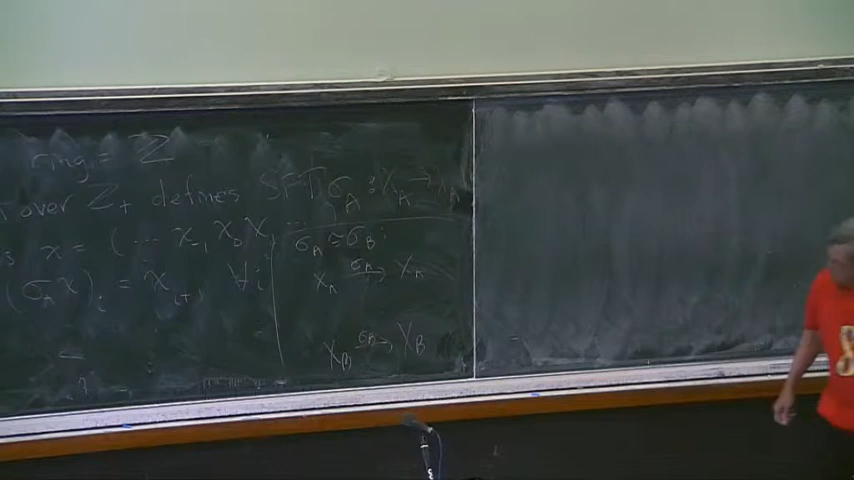 ring = ℤ
over ℤ₊ defines SFT σ_A : X_A → X_A
x = (... x₋₁ x₀ x₁ ...
(σ_A x)_i = x_{i+1} ∀i
σ_A ≅ σ_B :
X_A –σ_A→ X_A
X_B –σ_B→ X_B